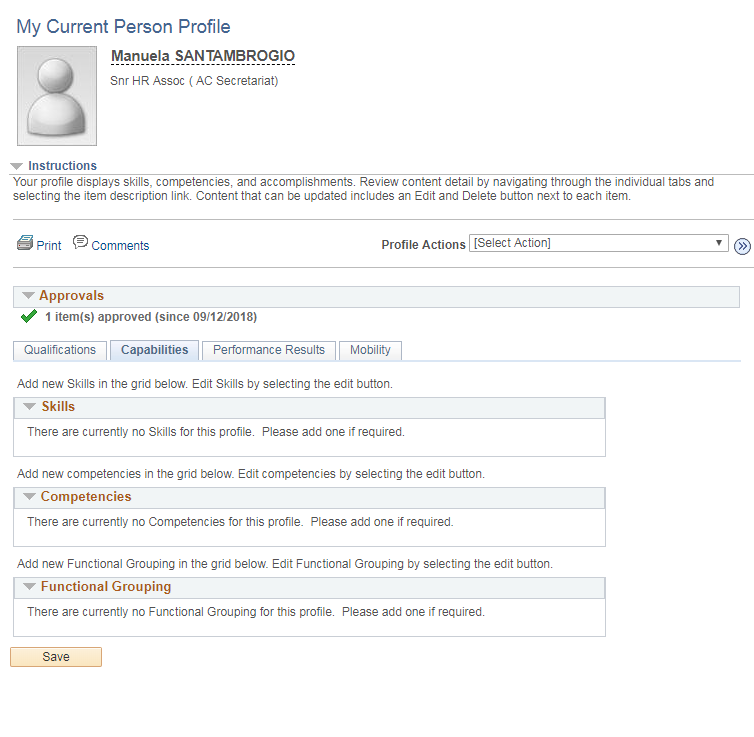 My Current Person Profile
Manuela SANTAMBROGIO
Snr HR Assoc ( AC Secretariat)
Instructions
Your profile displays skills, competencies, and accomplishments. Review content detail by navigating through the individual tabs and
selecting the item description link. Content that can be updated includes an Edit and Delete button next to each item.
Print Comments Profile Actions [Select Action]
Approvals
1 item(s) approved (since 09/12/2018)
Qualifications Capabilities Performance Results Mobility
Add new Skills in the grid below. Edit Skills by selecting the edit button.
Skills
There are currently no Skills for this profile. Please add one if required.
Add new competencies in the grid below. Edit competencies by selecting the edit button.
Competencies
There are currently no Competencies for this profile. Please add one if required.
Add new Functional Grouping in the grid below. Edit Functional Grouping by selecting the edit button.
Functional Grouping
There are currently no Functional Grouping for this profile. Please add one if required.
Save